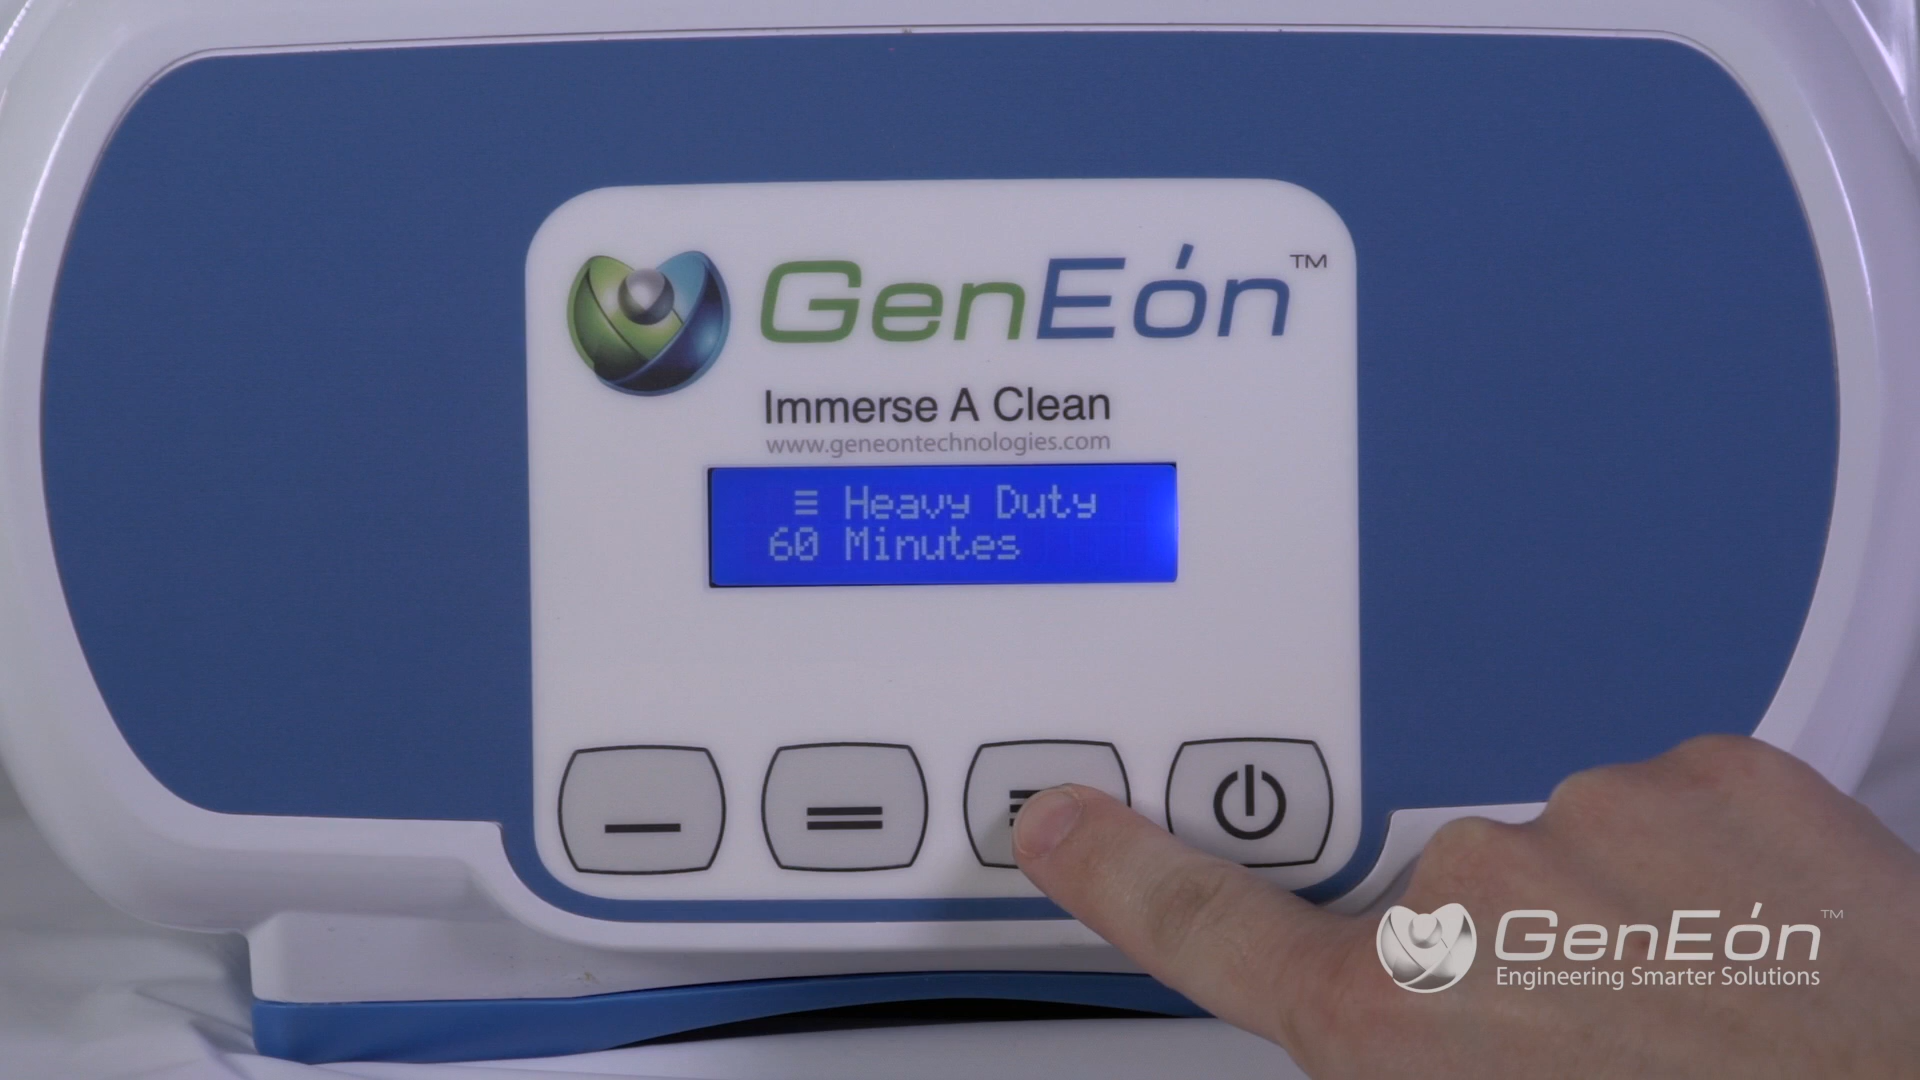 GenEón™
Immerse A Clean
www.geneontechnologies.com
≡ Heavy Duty
60 Minutes
GenEón™
Engineering Smarter Solutions